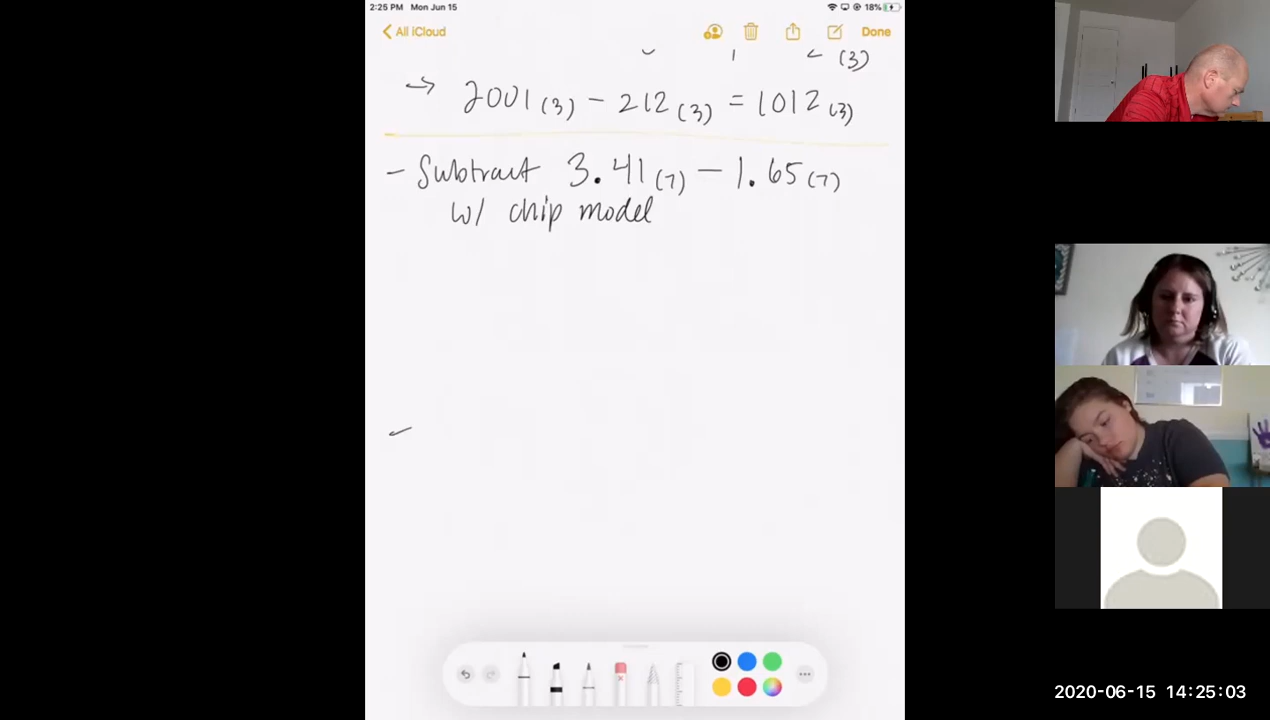 2:25 PM Mon Jun 15
18%
All iCloud
Done
(3)
→ 2001(3) - 212(3) = 1012(3)
- Subtract 3.41(7) - 1.65(7)
w/ chip model
2020-06-15 14:25:03